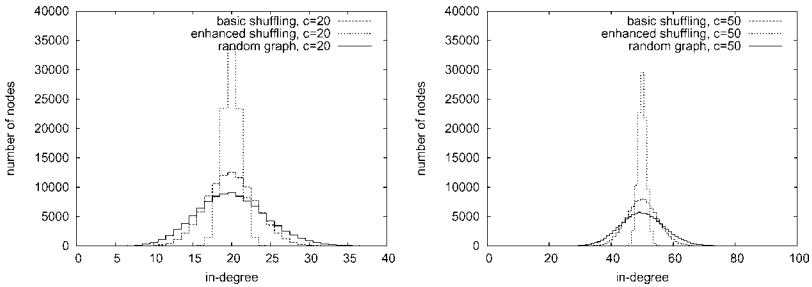 basic shuffling, c=20
enhanced shuffling, c=20
random graph, c=20
number of nodes
40000
35000
30000
25000
20000
15000
10000
5000
0
0 5 10 15 20 25 30 35 40
in-degree
basic shuffling, c=50
enhanced shuffling, c=50
random graph, c=50
number of nodes
40000
35000
30000
25000
20000
15000
10000
5000
0
0 20 40 60 80 100
in-degree